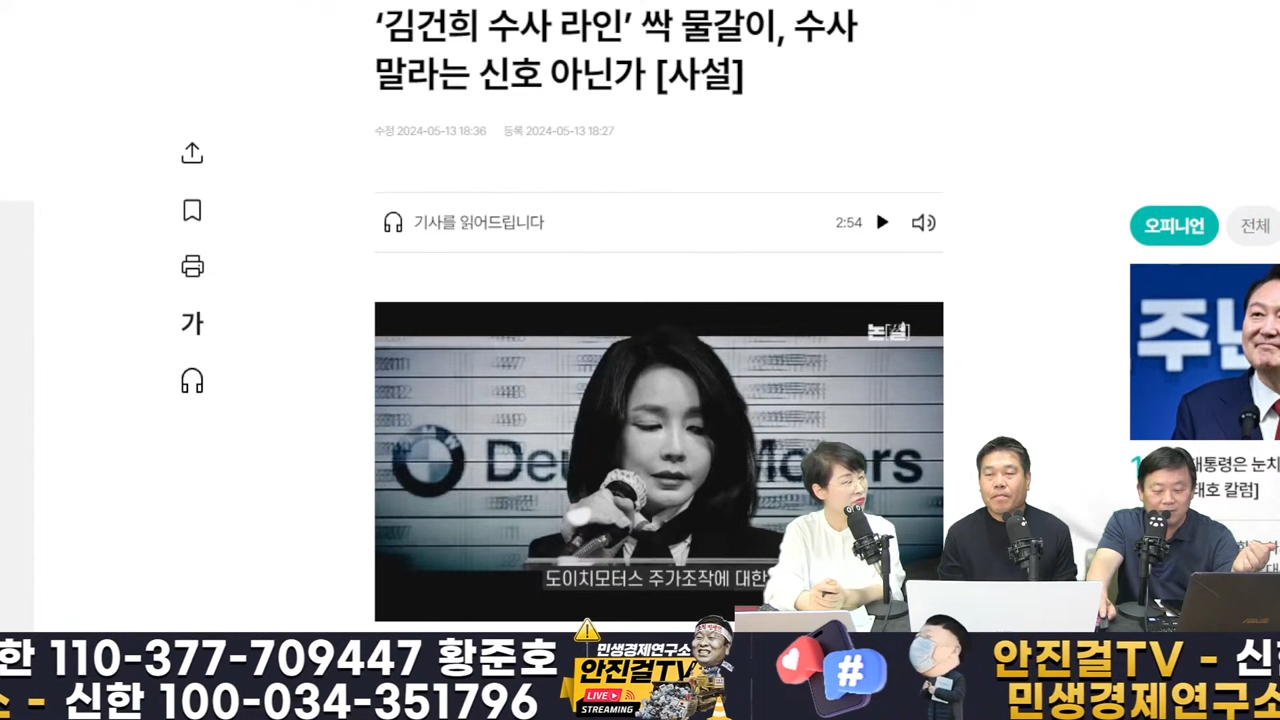 ‘김건희 수사 라인’ 싹 물갈이, 수사
말라는 신호 아닌가 [사설]
수정 2024-05-13 18:36 등록 2024-05-13 18:27
기사를 읽어드립니다
2:54
가
오피니언
전체
논[썰]
주년
Motors
도이치모터스 주가조작에 대한
대통령은 눈치
태호 칼럼]
한 110-377-709447 황준호
- 신한 100-034-351796
민생경제연구소
안진걸TV
LIVE
STREAMING
#
안진걸TV - 신한
민생경제연구소